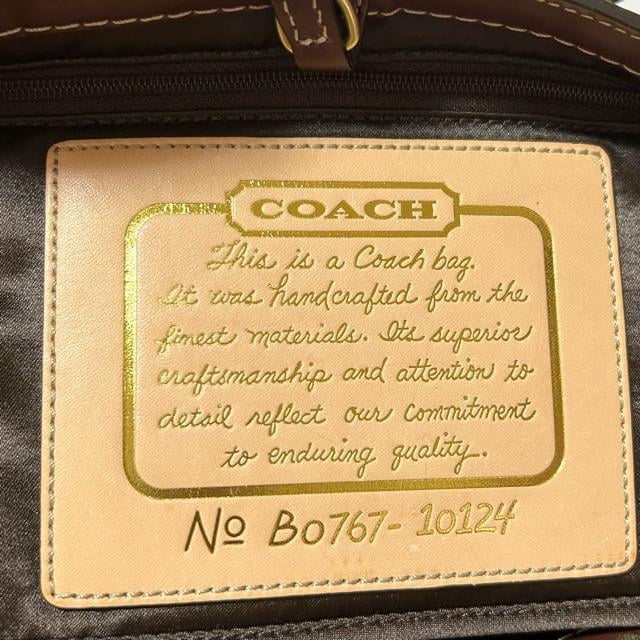 COACH
This is a Coach bag.
It was handcrafted from the
finest materials. Its superior
craftsmanship and attention to
detail reflect our commitment
to enduring quality.
Nº B0767-10124